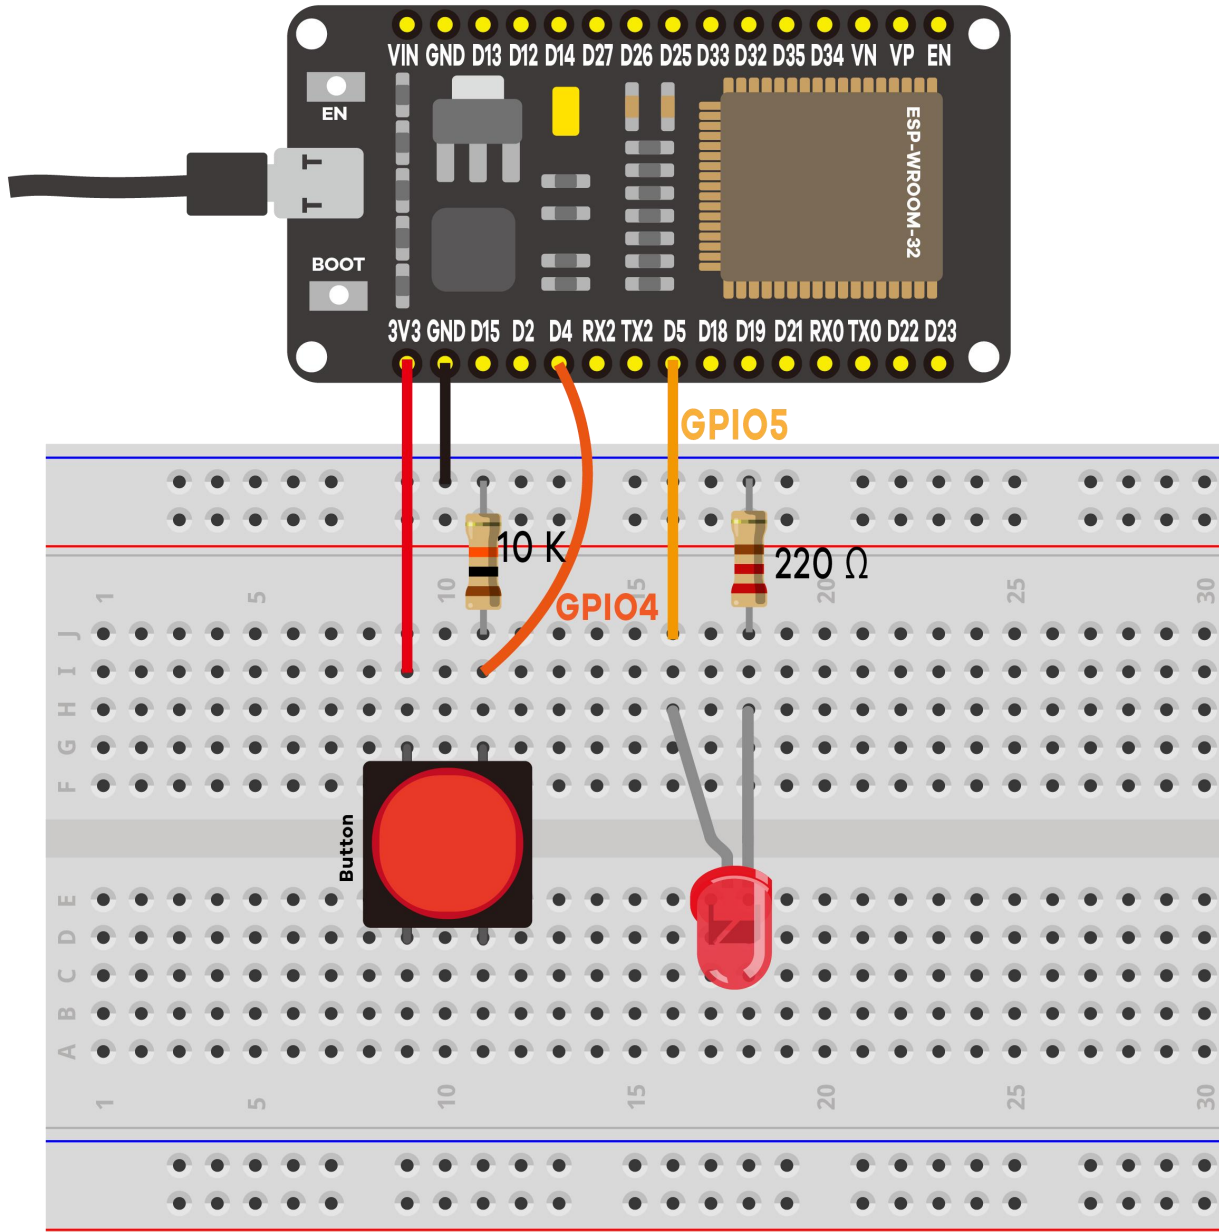 VIN GND D13 D12 D14 D27 D26 D25 D33 D32 D35 D34 VN VP EN
EN
ESP-WROOM-32
T
T
BOOT
3V3 GND D15 D2 D4 RX2 TX2 D5 D18 D19 D21 RX0 TX0 D22 D23
GPIO5
10 K
220 Ω
GPIO4
1 5 10 15 20 25 30
J
I
H
G
F
Button
E
D
C
B
A
1 5 10 15 20 25 30